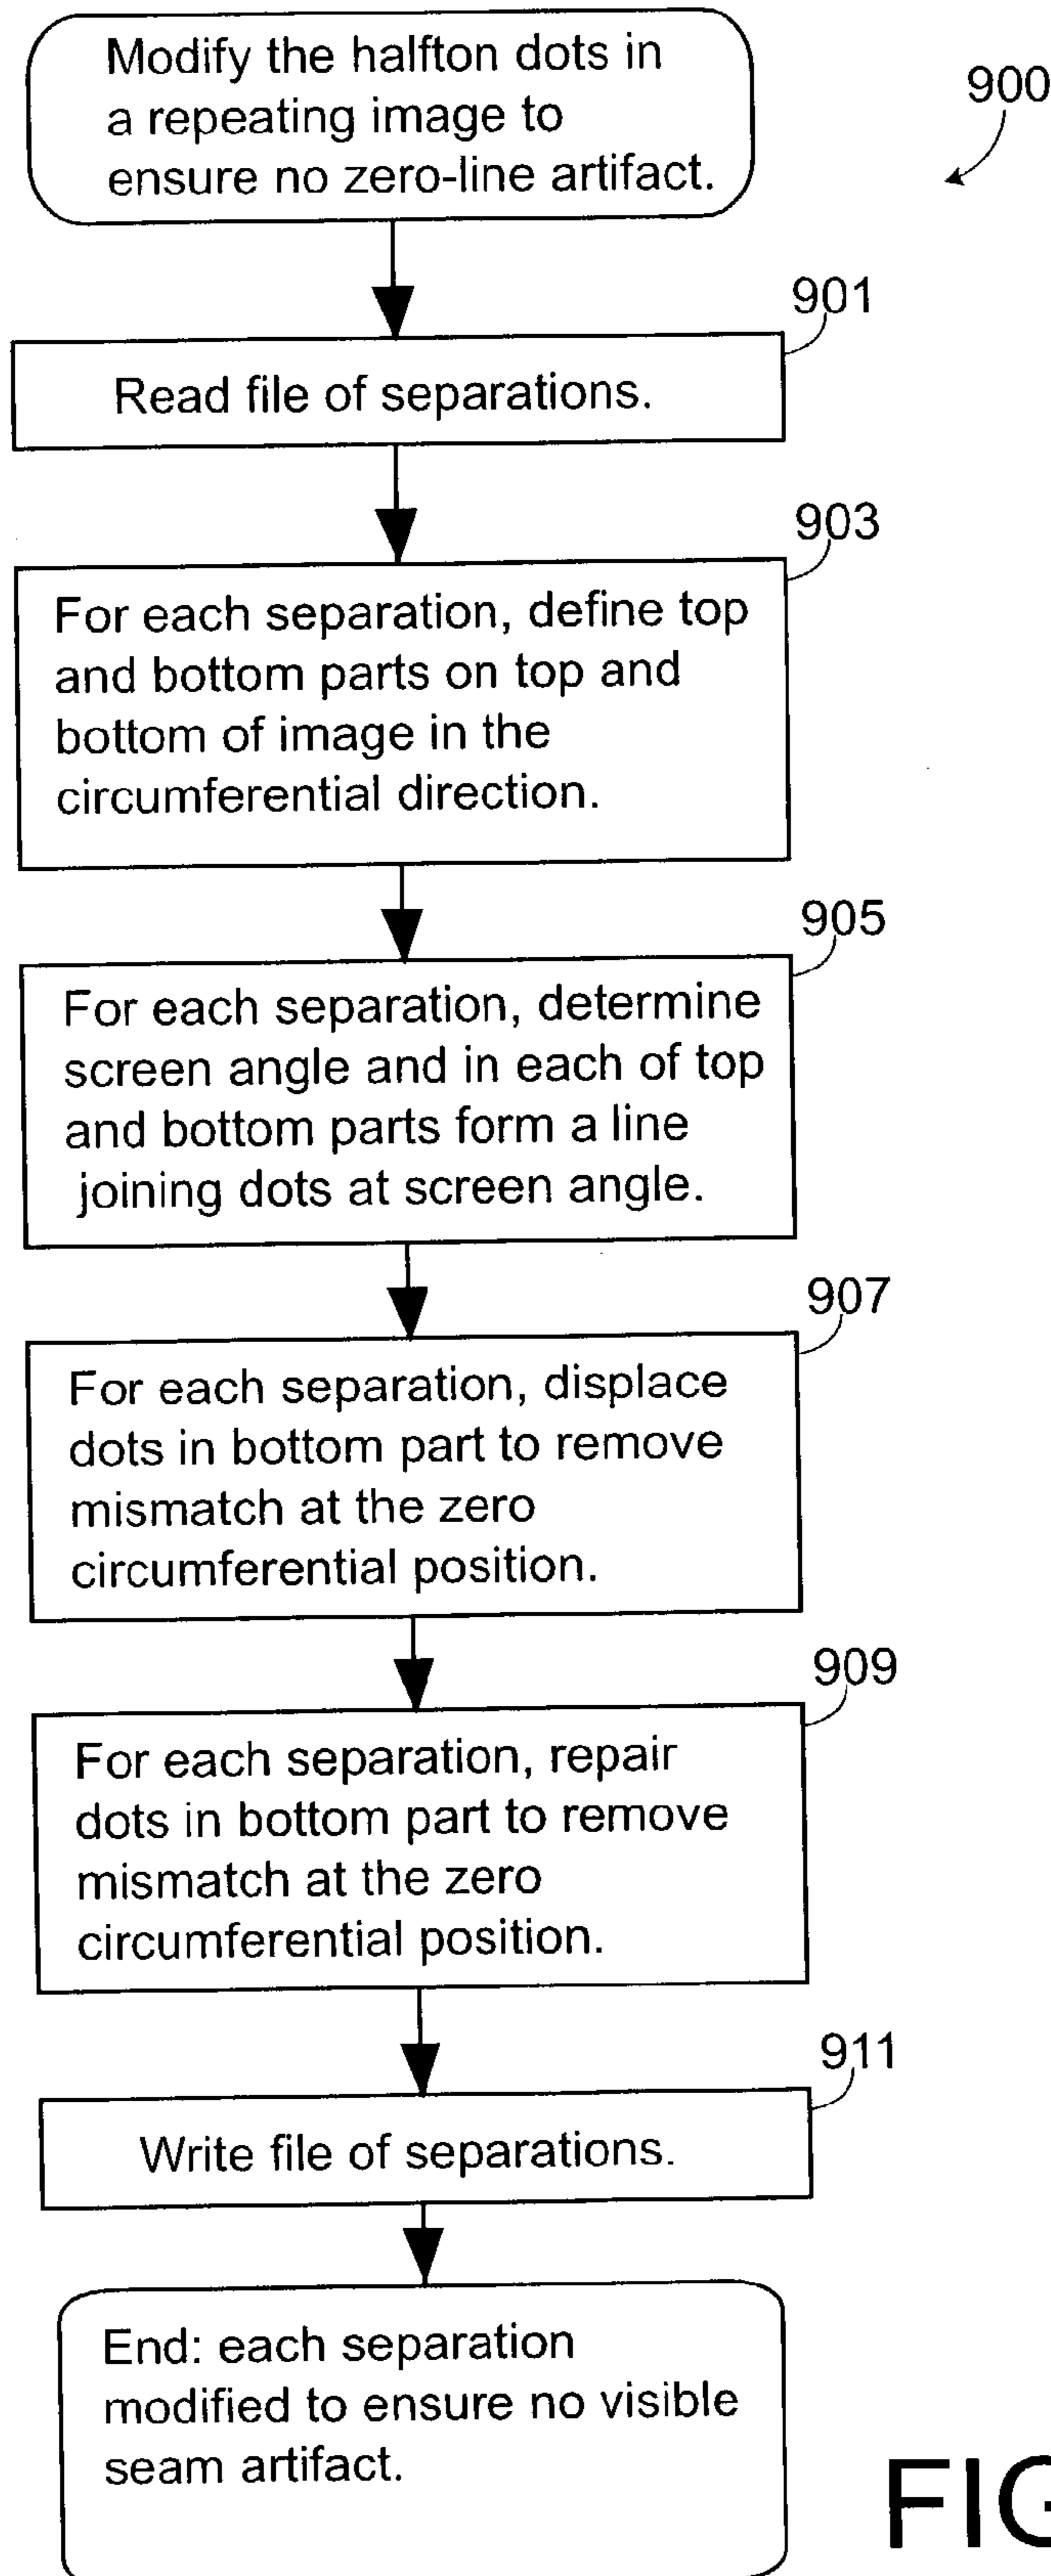 Modify the halfton dots in
a repeating image to
ensure no zero-line artifact.
900
901
Read file of separations.
903
For each separation, define top
and bottom parts on top and
bottom of image in the
circumferential direction.
905
For each separation, determine
screen angle and in each of top
and bottom parts form a line
joining dots at screen angle.
907
For each separation, displace
dots in bottom part to remove
mismatch at the zero
circumferential position.
909
For each separation, repair
dots in bottom part to remove
mismatch at the zero
circumferential position.
911
Write file of separations.
End: each separation
modified to ensure no visible
seam artifact.
FIG